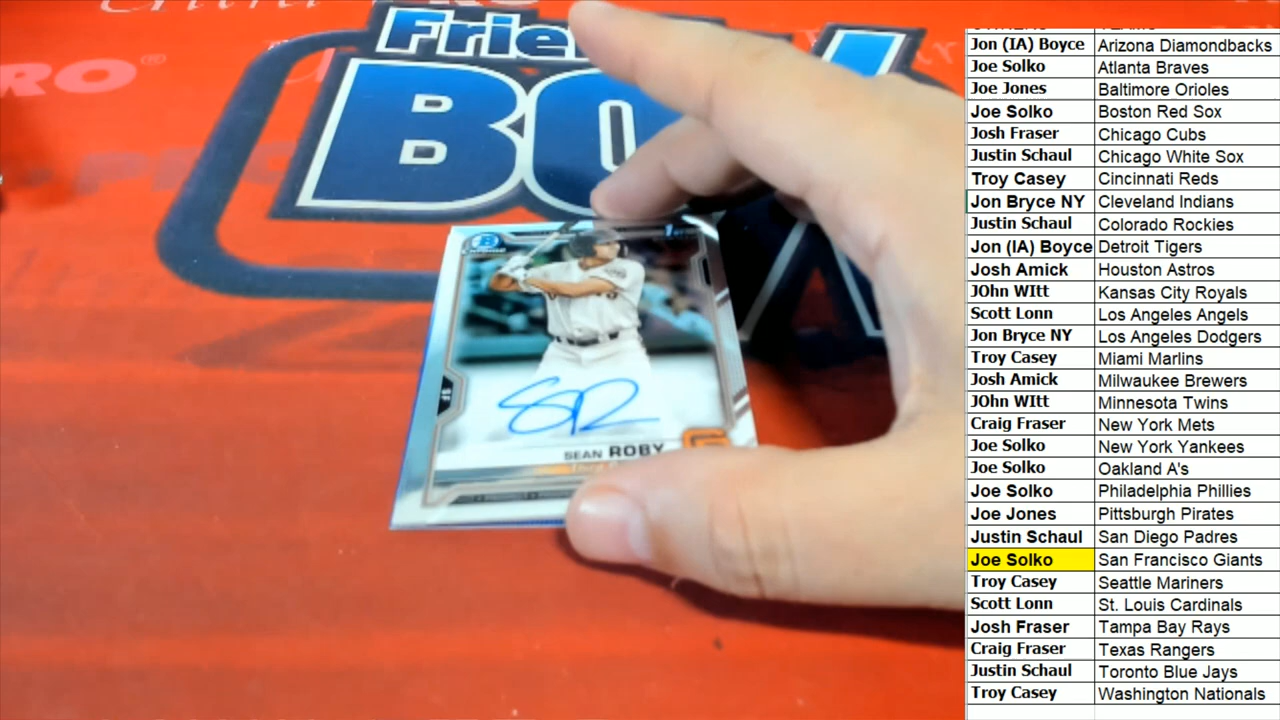 Frien
BO
RO®
Jon (IA) Boyce Arizona Diamondbacks
Joe Solko Atlanta Braves
Joe Jones Baltimore Orioles
Joe Solko Boston Red Sox
Josh Fraser Chicago Cubs
Justin Schaul Chicago White Sox
Troy Casey Cincinnati Reds
Jon Bryce NY Cleveland Indians
Justin Schaul Colorado Rockies
Jon (IA) Boyce Detroit Tigers
Josh Amick Houston Astros
JOhn WItt Kansas City Royals
Scott Lonn Los Angeles Angels
Jon Bryce NY Los Angeles Dodgers
Troy Casey Miami Marlins
Josh Amick Milwaukee Brewers
JOhn WItt Minnesota Twins
Craig Fraser New York Mets
Joe Solko New York Yankees
Joe Solko Oakland A's
Joe Solko Philadelphia Phillies
Joe Jones Pittsburgh Pirates
Justin Schaul San Diego Padres
Joe Solko San Francisco Giants
Troy Casey Seattle Mariners
Scott Lonn St. Louis Cardinals
Josh Fraser Tampa Bay Rays
Craig Fraser Texas Rangers
Justin Schaul Toronto Blue Jays
Troy Casey Washington Nationals
B
CHROME
1st
SEAN ROBY